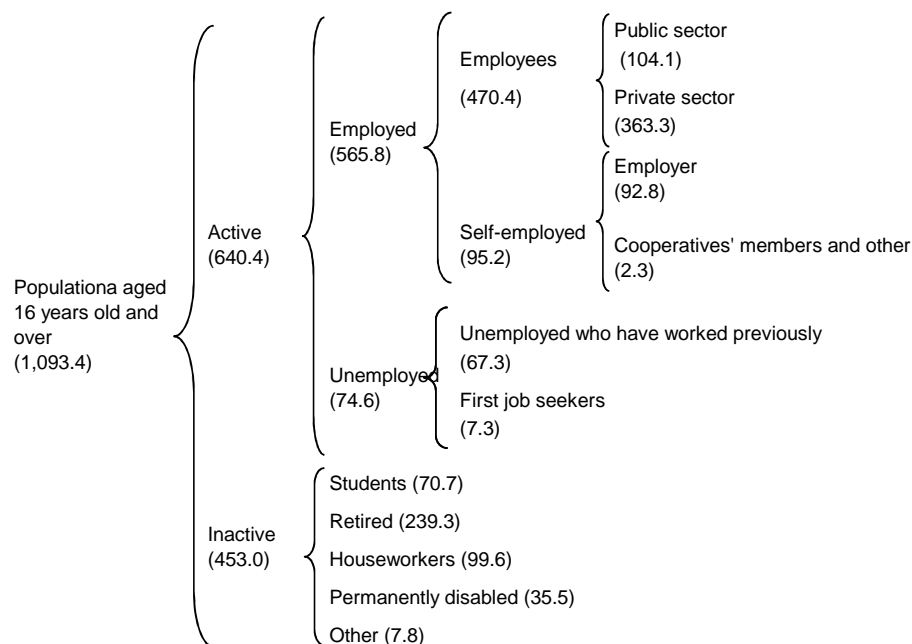 Populationa aged
16 years old and
over
(1,093.4)
Active
(640.4)
Employed
(565.8)
Employees
(470.4)
Public sector
(104.1)
Private sector
(363.3)
Self-employed
(95.2)
Employer
(92.8)
Cooperatives' members and other
(2.3)
Unemployed
(74.6)
Unemployed who have worked previously
(67.3)
First job seekers
(7.3)
Inactive
(453.0)
Students (70.7)
Retired (239.3)
Houseworkers (99.6)
Permanently disabled (35.5)
Other (7.8)